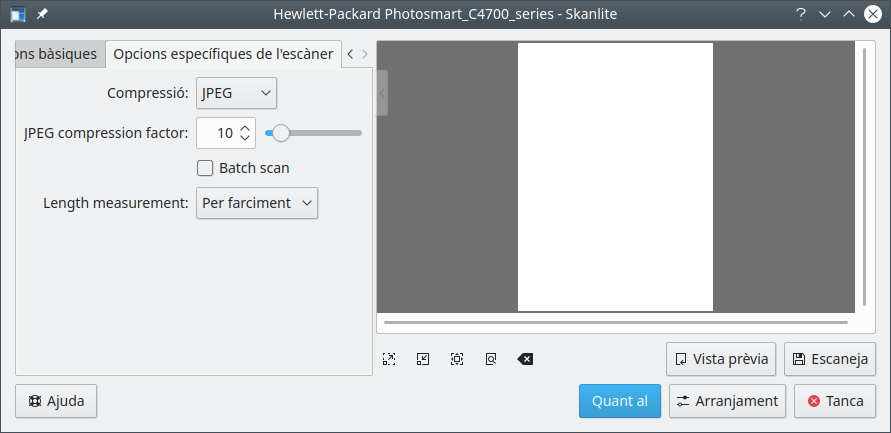 Hewlett-Packard Photosmart_C4700_series - Skanlite
ons bàsiques
Opcions específiques de l'escàner
Compressió:
JPEG
JPEG compression factor:
10
Batch scan
Length measurement:
Per farciment
Vista prèvia
Escaneja
Ajuda
Quant al
Arranjament
Tanca